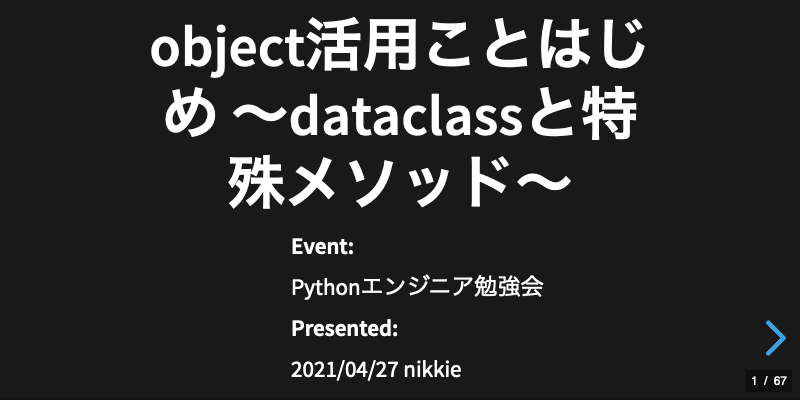 object活用ことはじ
め 〜dataclassと特
殊メソッド〜
Event:
Pythonエンジニア勉強会
Presented:
2021/04/27 nikkie
1 / 67